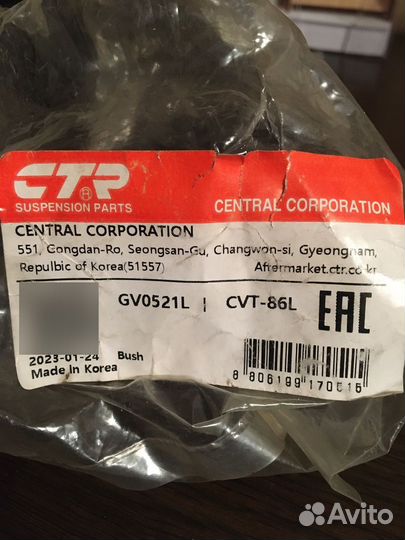 CTR®
SUSPENSION PARTS
CENTRAL CORPORATION
CENTRAL CORPORATION
551, Gongdan-Ro, Seongsan-Gu, Changwon-si, Gyeongnam,
Repulbic of Korea(51557) Aftermarket.ctr.co.kr
GV0521L | CVT-86L EAC
2023-01-24 Bush
Made In Korea
8 806199 170515
Avito